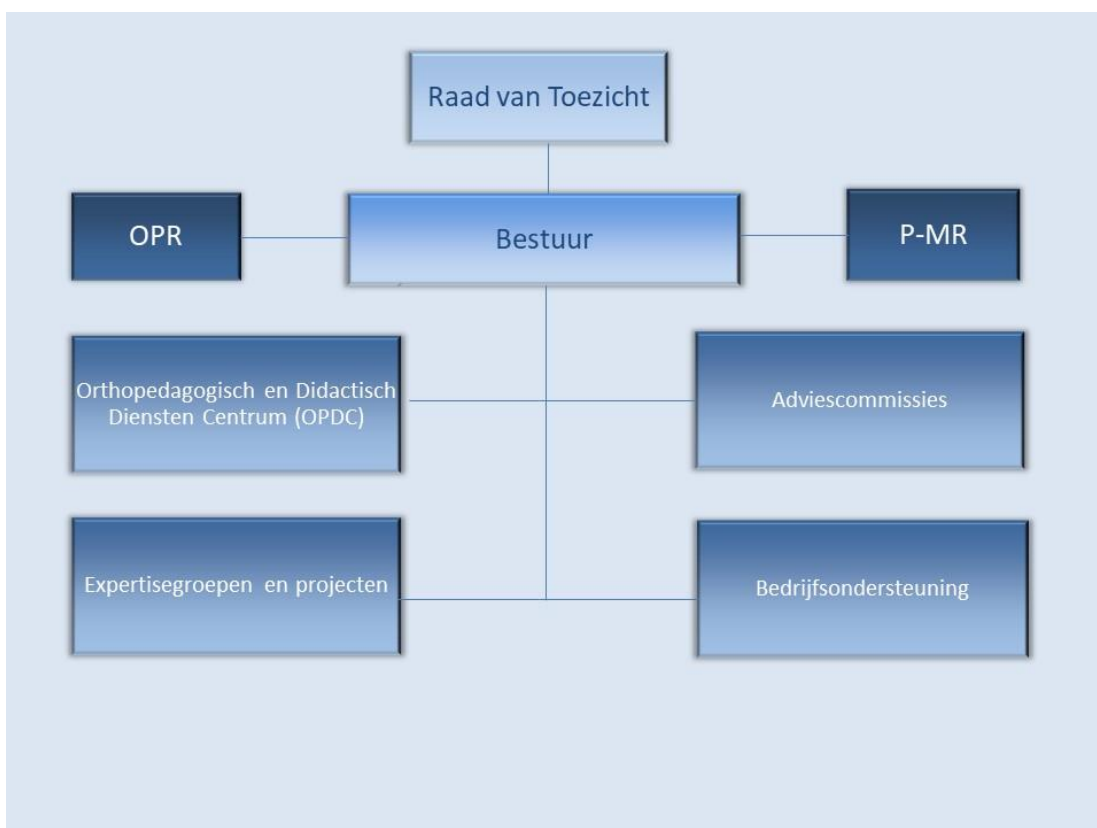 Raad van Toezicht
OPR
Bestuur
P-MR
Orthopedagogisch en Didactisch
Diensten Centrum (OPDC)
Adviescommissies
Expertisegroepen en projecten
Bedrijfsondersteuning